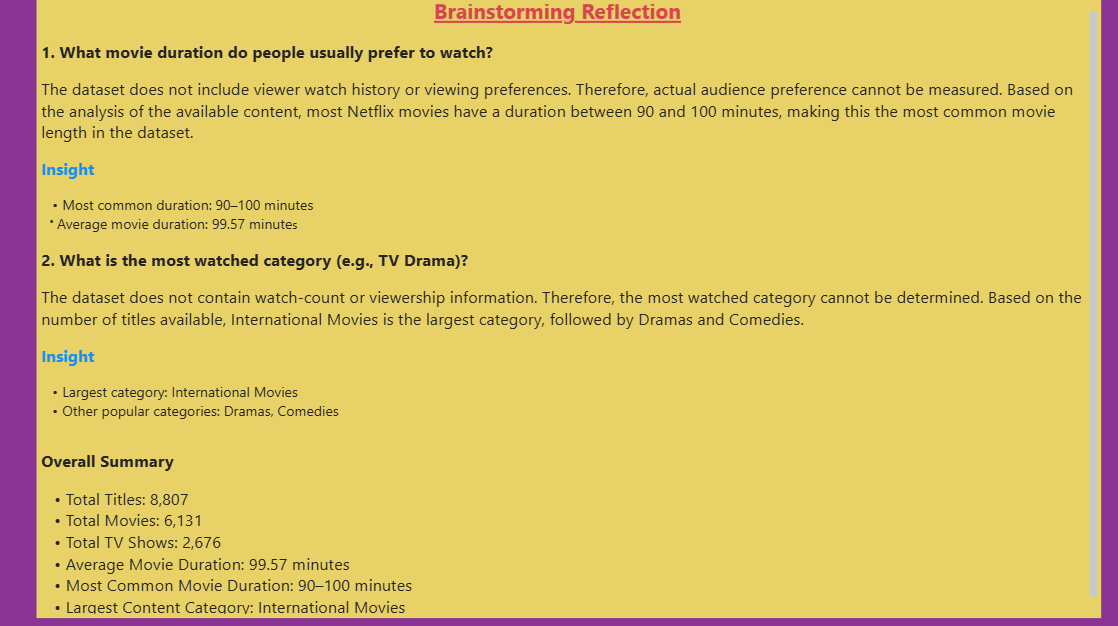 Brainstorming Reflection
1. What movie duration do people usually prefer to watch?
The dataset does not include viewer watch history or viewing preferences. Therefore, actual audience preference cannot be measured. Based on
the analysis of the available content, most Netflix movies have a duration between 90 and 100 minutes, making this the most common movie
length in the dataset.
Insight
• Most common duration: 90–100 minutes
• Average movie duration: 99.57 minutes
2. What is the most watched category (e.g., TV Drama)?
The dataset does not contain watch-count or viewership information. Therefore, the most watched category cannot be determined. Based on the
number of titles available, International Movies is the largest category, followed by Dramas and Comedies.
Insight
• Largest category: International Movies
• Other popular categories: Dramas, Comedies
Overall Summary
• Total Titles: 8,807
• Total Movies: 6,131
• Total TV Shows: 2,676
• Average Movie Duration: 99.57 minutes
• Most Common Movie Duration: 90–100 minutes
• Largest Content Category: International Movies